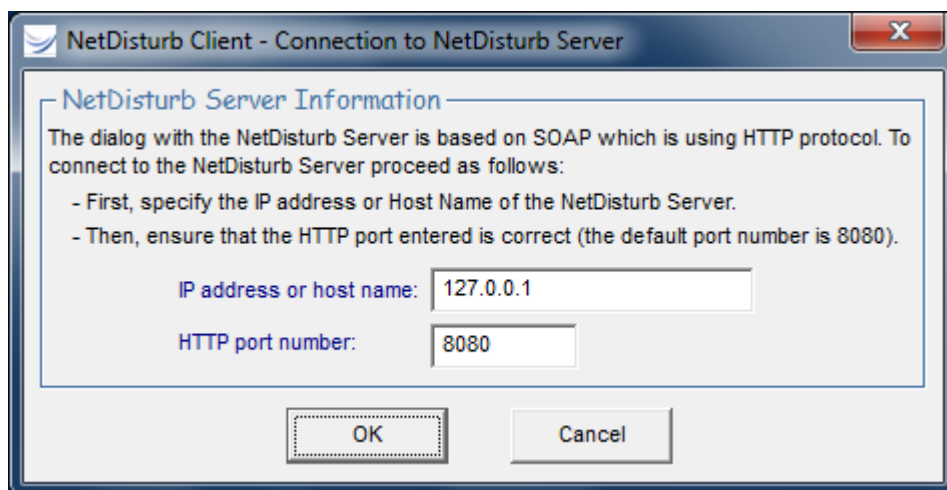 NetDisturb Client - Connection to NetDisturb Server
NetDisturb Server Information
The dialog with the NetDisturb Server is based on SOAP which is using HTTP protocol. To
connect to the NetDisturb Server proceed as follows:
- First, specify the IP address or Host Name of the NetDisturb Server.
- Then, ensure that the HTTP port entered is correct (the default port number is 8080).
IP address or host name: 127.0.0.1
HTTP port number: 8080
OK Cancel